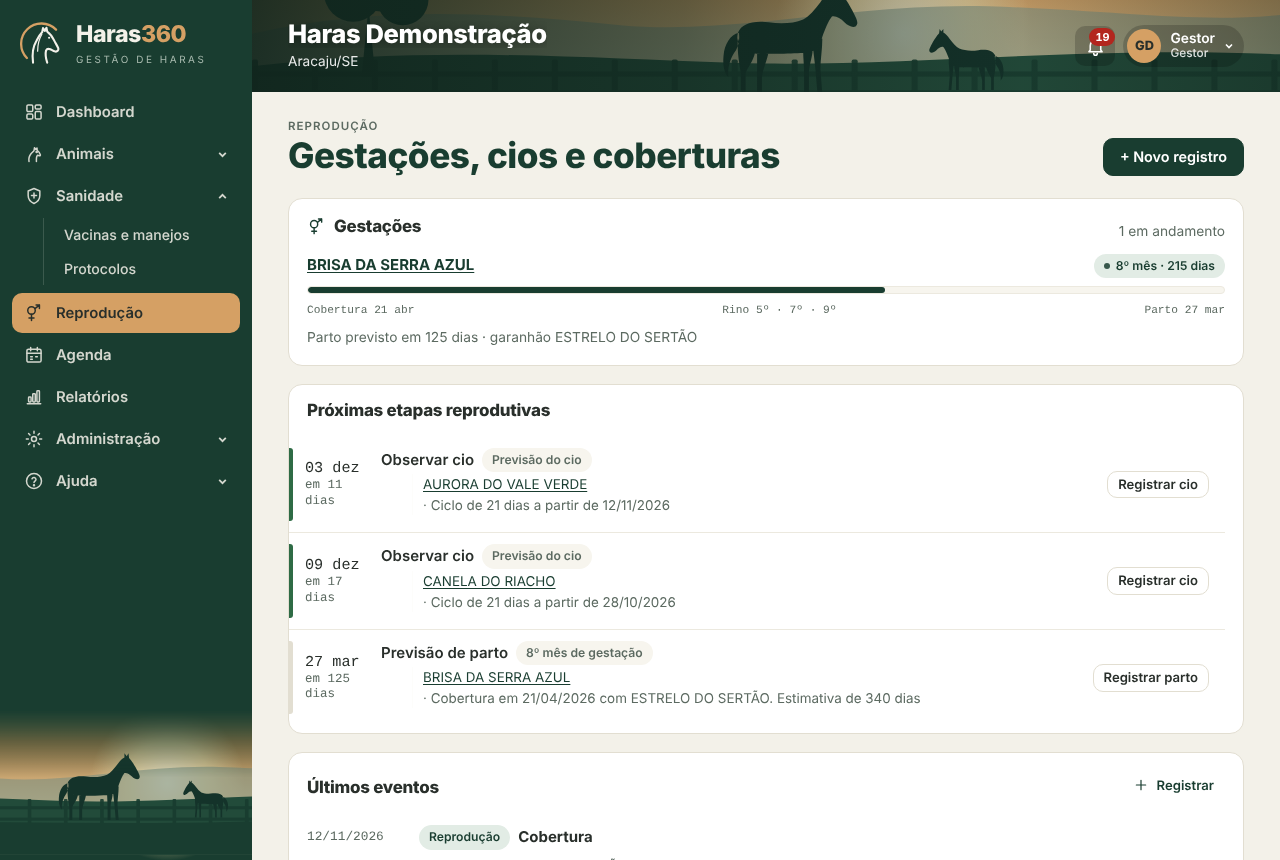 Haras360
GESTÃO DE HARAS
Dashboard
Animais
Sanidade
Vacinas e manejos
Protocolos
Reprodução
Agenda
Relatórios
Administração
Ajuda
Haras Demonstração
Aracaju/SE
19
GD
Gestor
Gestor
REPRODUÇÃO
Gestações, cios e coberturas
+ Novo registro
Gestações
1 em andamento
BRISA DA SERRA AZUL
8º mês · 215 dias
Cobertura 21 abr
Rino 5º · 7º · 9º
Parto 27 mar
Parto previsto em 125 dias · garanhão ESTRELO DO SERTÃO
Próximas etapas reprodutivas
03 dez
em 11
dias
Observar cio
Previsão do cio
AURORA DO VALE VERDE
· Ciclo de 21 dias a partir de 12/11/2026
Registrar cio
09 dez
em 17
dias
Observar cio
Previsão do cio
CANELA DO RIACHO
· Ciclo de 21 dias a partir de 28/10/2026
Registrar cio
27 mar
em 125
dias
Previsão de parto
8º mês de gestação
BRISA DA SERRA AZUL
· Cobertura em 21/04/2026 com ESTRELO DO SERTÃO. Estimativa de 340 dias
Registrar parto
Últimos eventos
Registrar
12/11/2026
Reprodução
Cobertura